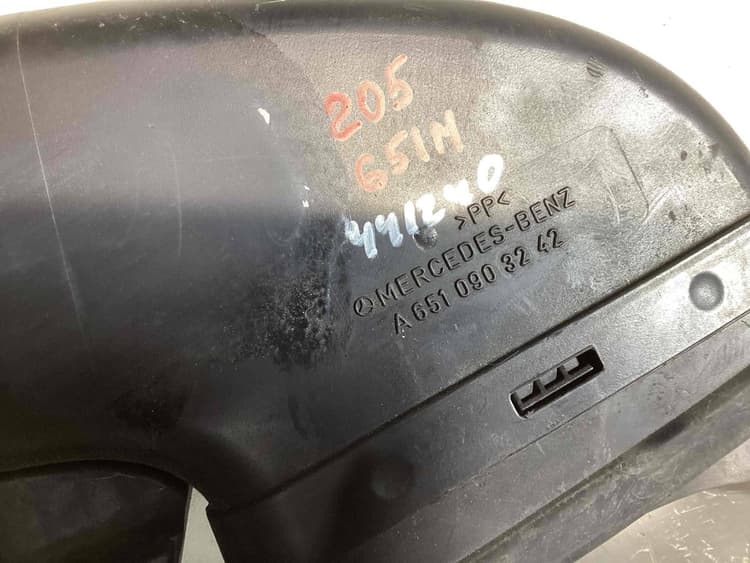 205
651M
441240
>PP<
MERCEDES-BENZ
A 651 090 32 42